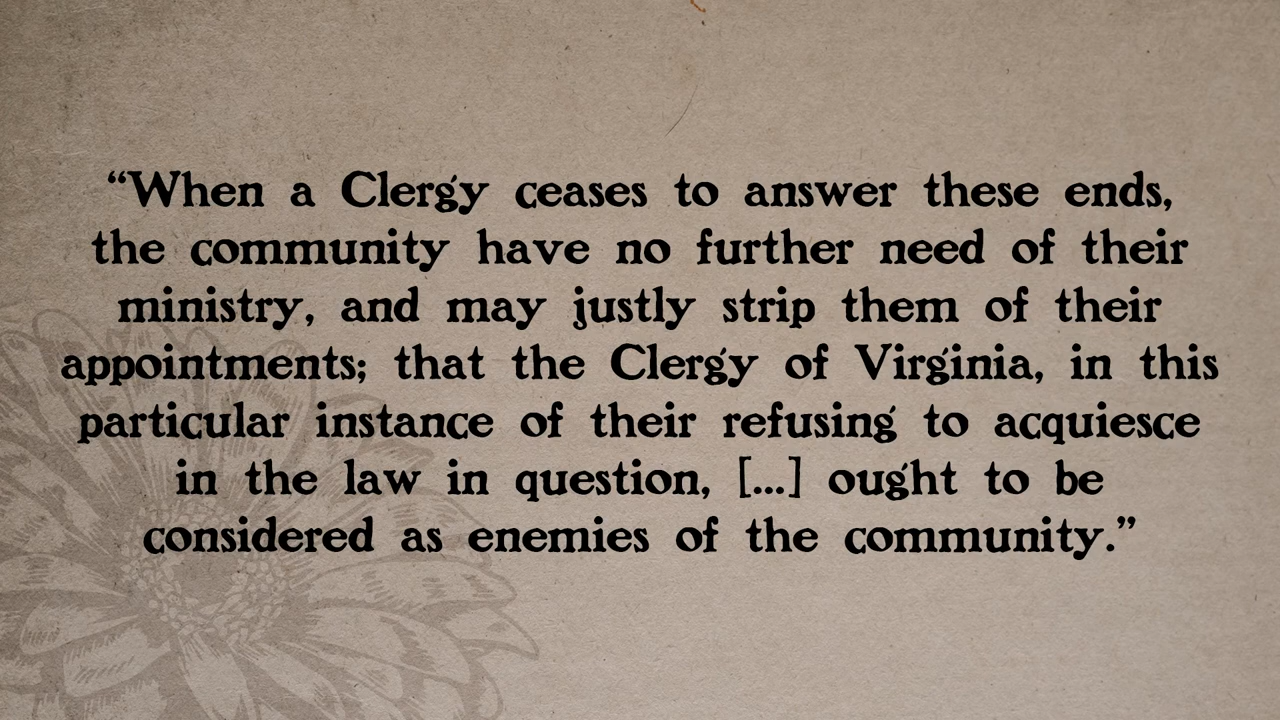 “When a Clergy ceases to answer these ends,
the community have no further need of their
ministry, and may justly strip them of their
appointments; that the Clergy of Virginia, in this
particular instance of their refusing to acquiesce
in the law in question, [...] ought to be
considered as enemies of the community.”